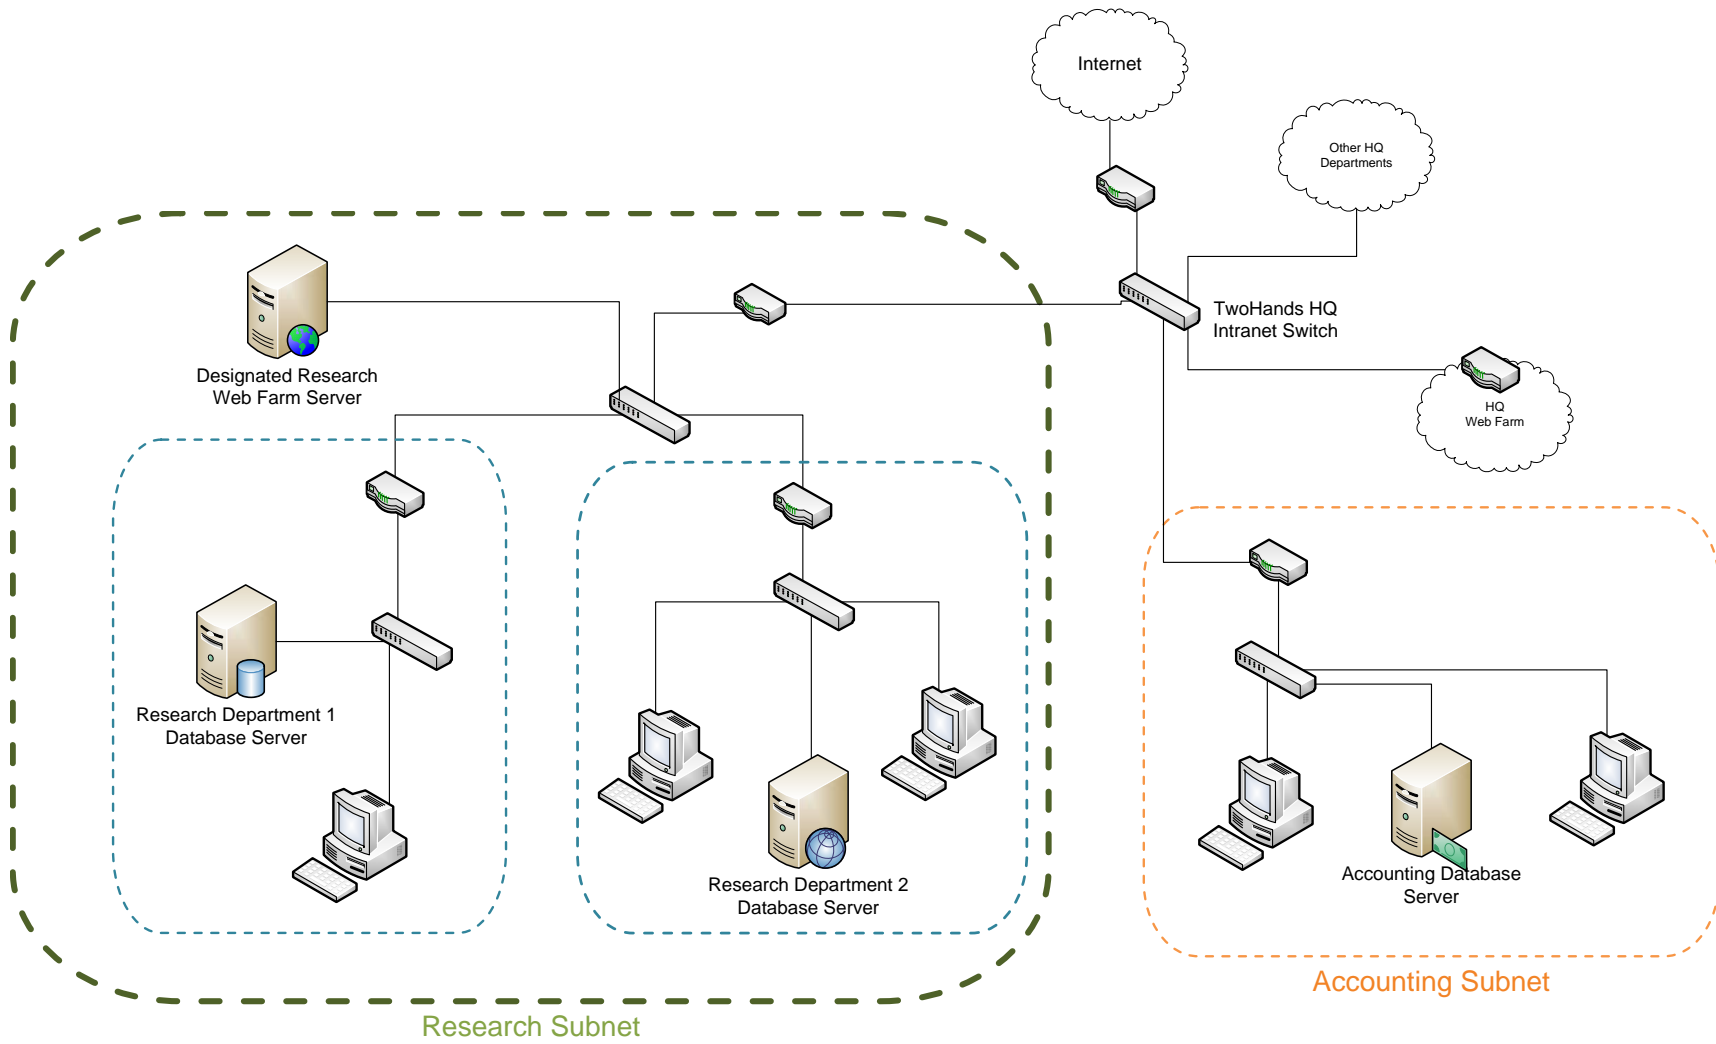 Internet
Other HQ
Departments
TwoHands HQ
Intranet Switch
Designated Research
Web Farm Server
HQ
Web Farm
Research Department 1
Database Server
Research Department 2
Database Server
Accounting Database
Server
Accounting Subnet
Research Subnet